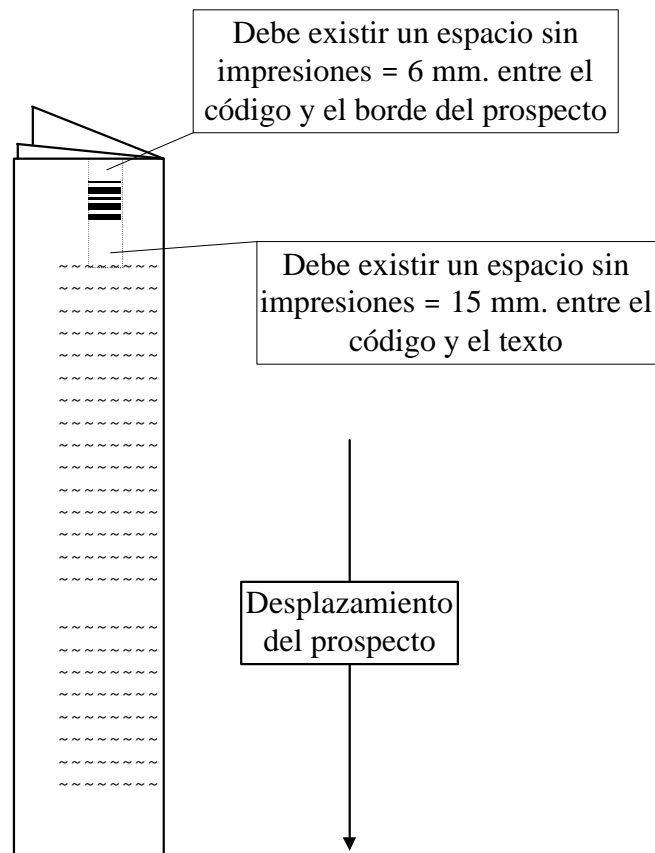 Debe existir un espacio sin
impresiones = 6 mm. entre el
código y el borde del prospecto
Debe existir un espacio sin
impresiones = 15 mm. entre el
código y el texto
Desplazamiento
del prospecto